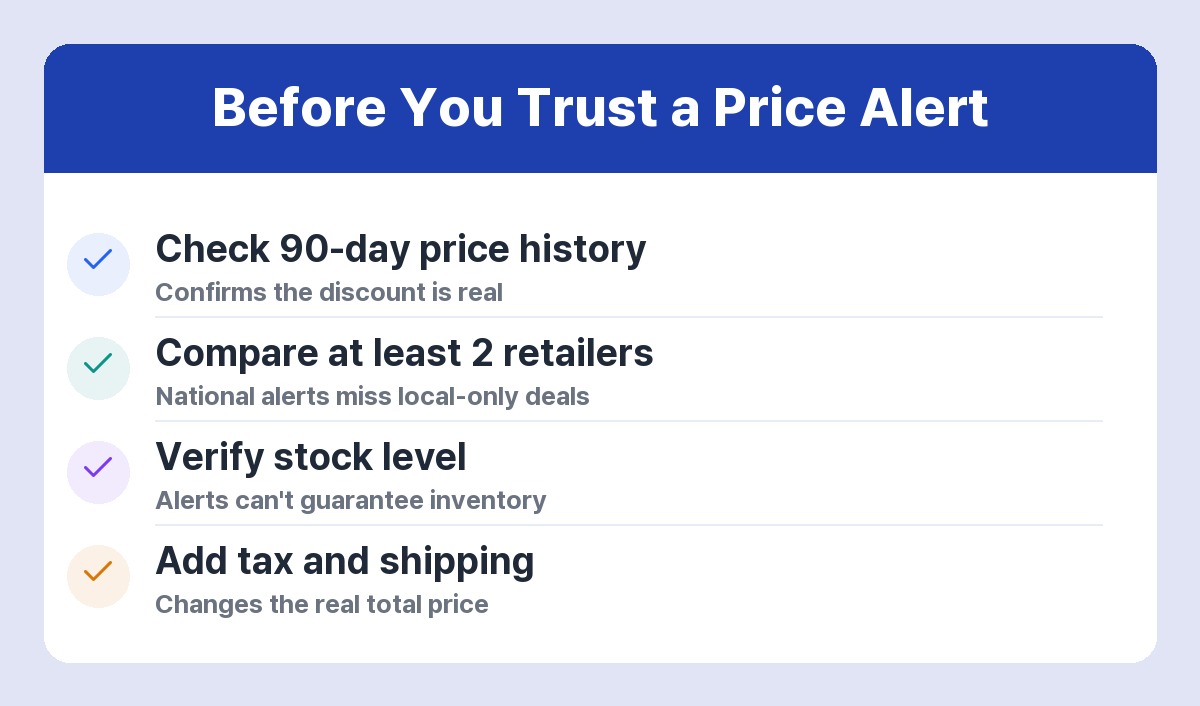 Before You Trust a Price Alert
Check 90-day price history
Confirms the discount is real
Compare at least 2 retailers
National alerts miss local-only deals
Verify stock level
Alerts can't guarantee inventory
Add tax and shipping
Changes the real total price